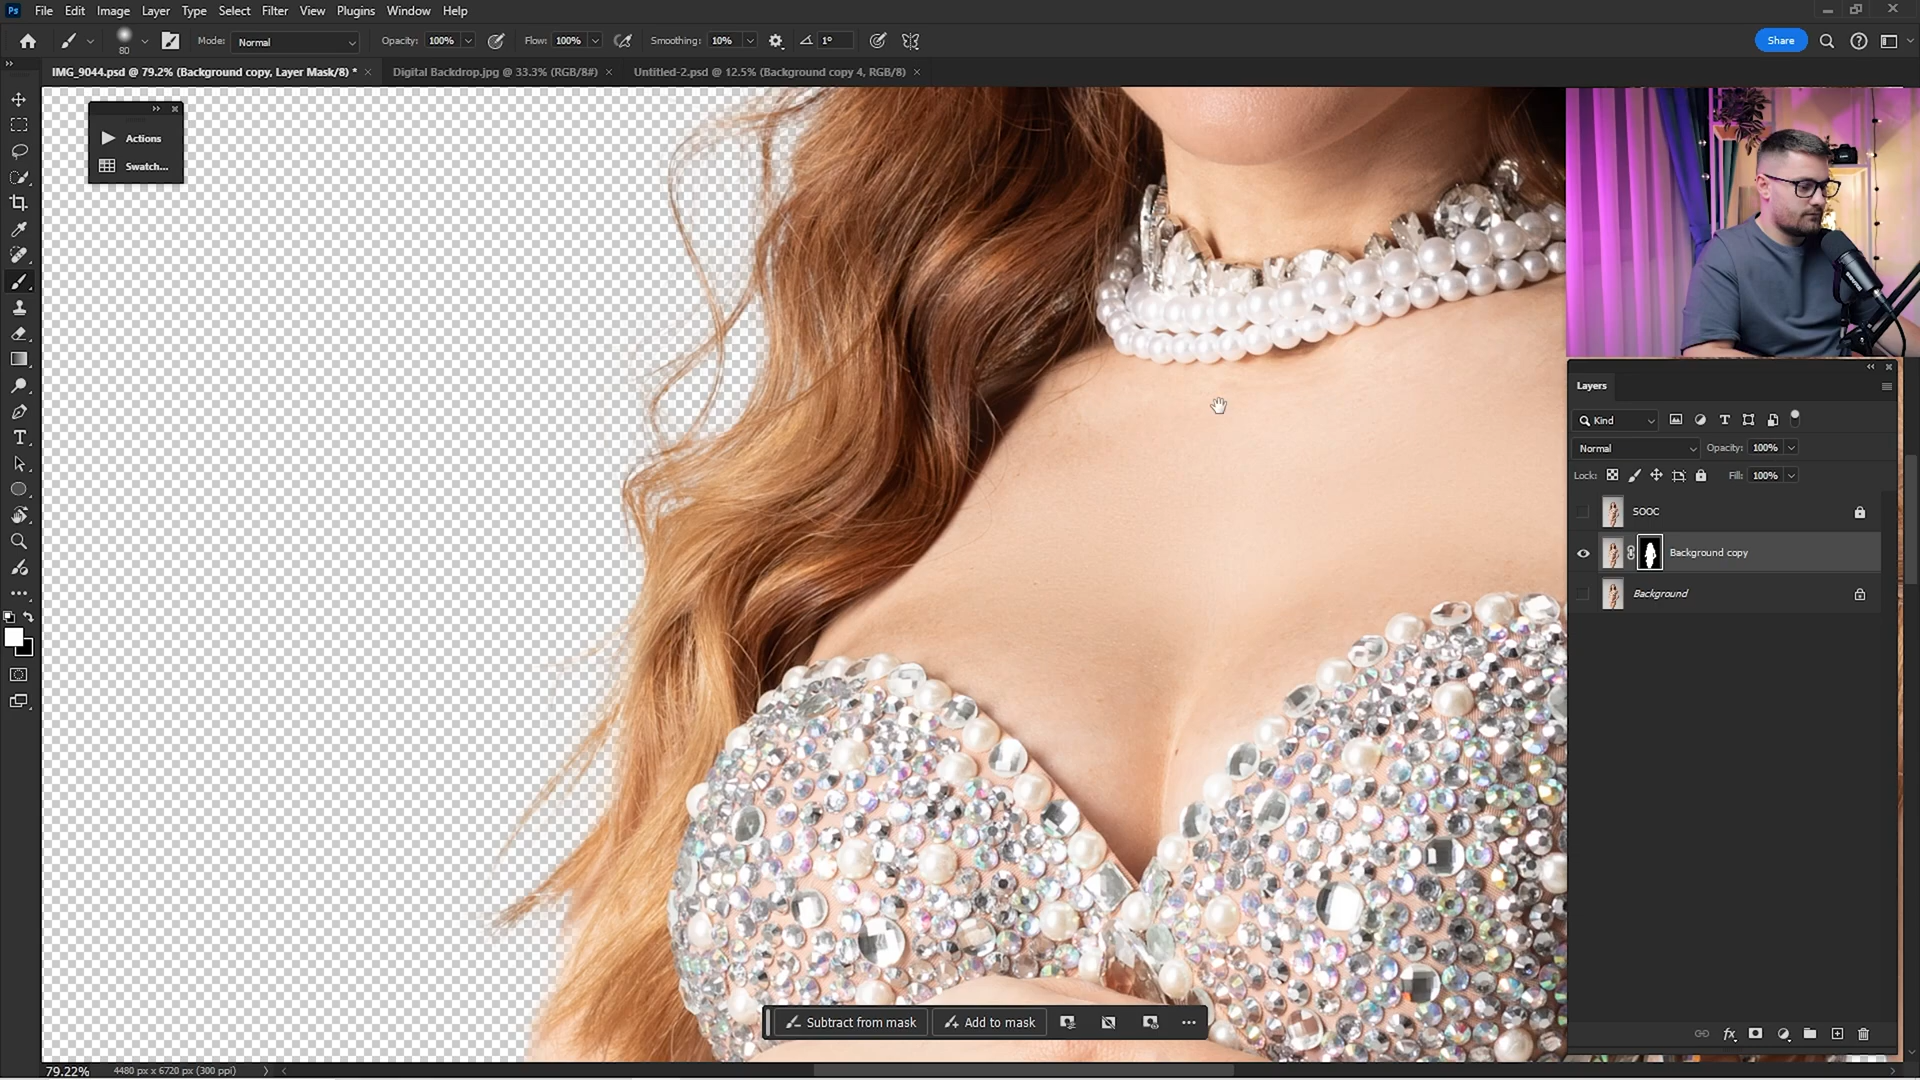 Ps File Edit Image Layer Type Select Filter View Plugins Window Help
80 Mode: Normal Opacity: 100% Flow: 100% Smoothing: 10% 1° Share
IMG_9044.psd @ 79.2% (Background copy, Layer Mask/8) * Digital Backdrop.jpg @ 33.3% (RGB/8#) Untitled-2.psd @ 12.5% (Background copy 4, RGB/8)
Actions
Swatch...
Layers
Kind
Normal Opacity: 100%
Lock: Fill: 100%
SOOC
Background copy
Background
Subtract from mask Add to mask
79.22% 4480 px x 6720 px (300 ppi)